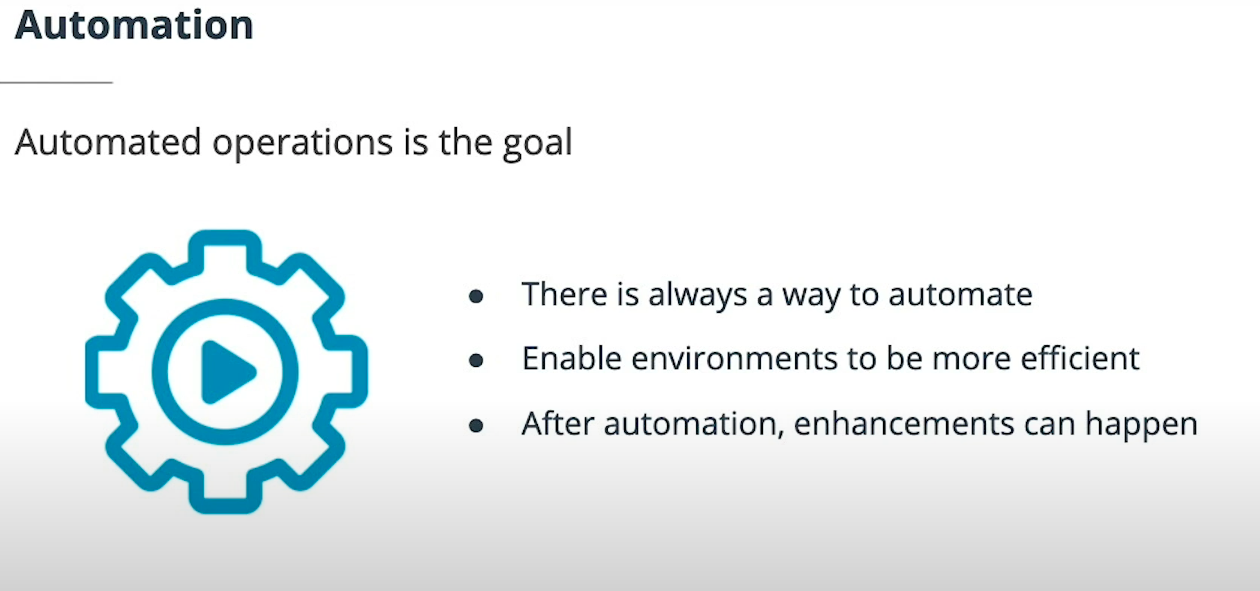 Automation
Automated operations is the goal
● There is always a way to automate
● Enable environments to be more efficient
● After automation, enhancements can happen